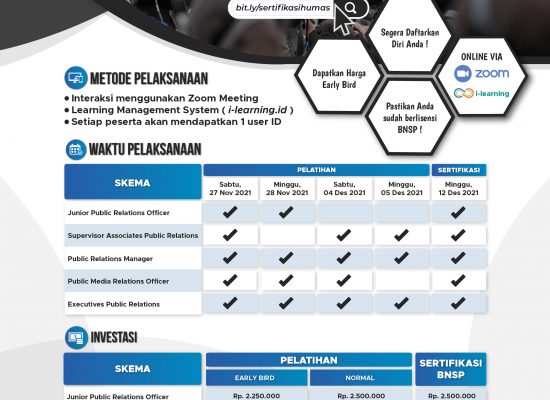 bit.ly/sertifikasihumas
Segera Daftarkan
Diri Anda !
Dapatkan Harga
Early Bird
Pastikan Anda
sudah berlisensi
BNSP !
ONLINE VIA
zoom
i-learning
METODE PELAKSANAAN
• Interaksi menggunakan Zoom Meeting
• Learning Management System ( i-learning.id )
• Setiap peserta akan mendapatkan 1 user ID
WAKTU PELAKSANAAN
SKEMA PELATIHAN SERTIFIKASI
Sabtu, Minggu, Sabtu, Minggu, Minggu,
27 Nov 2021 28 Nov 2021 04 Des 2021 05 Des 2021 12 Des 2021
Junior Public Relations Officer
Supervisor Associates Public Relations
Public Relations Manager
Public Media Relations Officer
Executives Public Relations
INVESTASI
SKEMA PELATIHAN SERTIFIKASI
BNSP
EARLY BIRD NORMAL
Junior Public Relations Officer Rp. 2.250.000 Rp. 2.500.000 Rp. 2.500.000